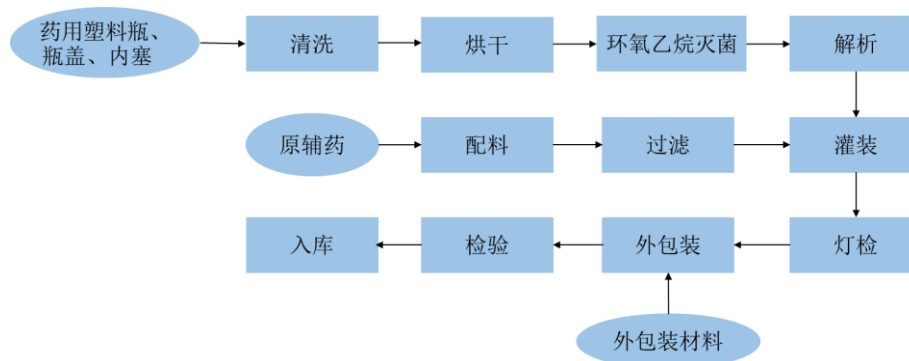 药用塑料瓶、
瓶盖、内塞
清洗
烘干
环氧乙烷灭菌
解析
原辅药
配料
过滤
灌装
入库
检验
外包装
灯检
外包装材料